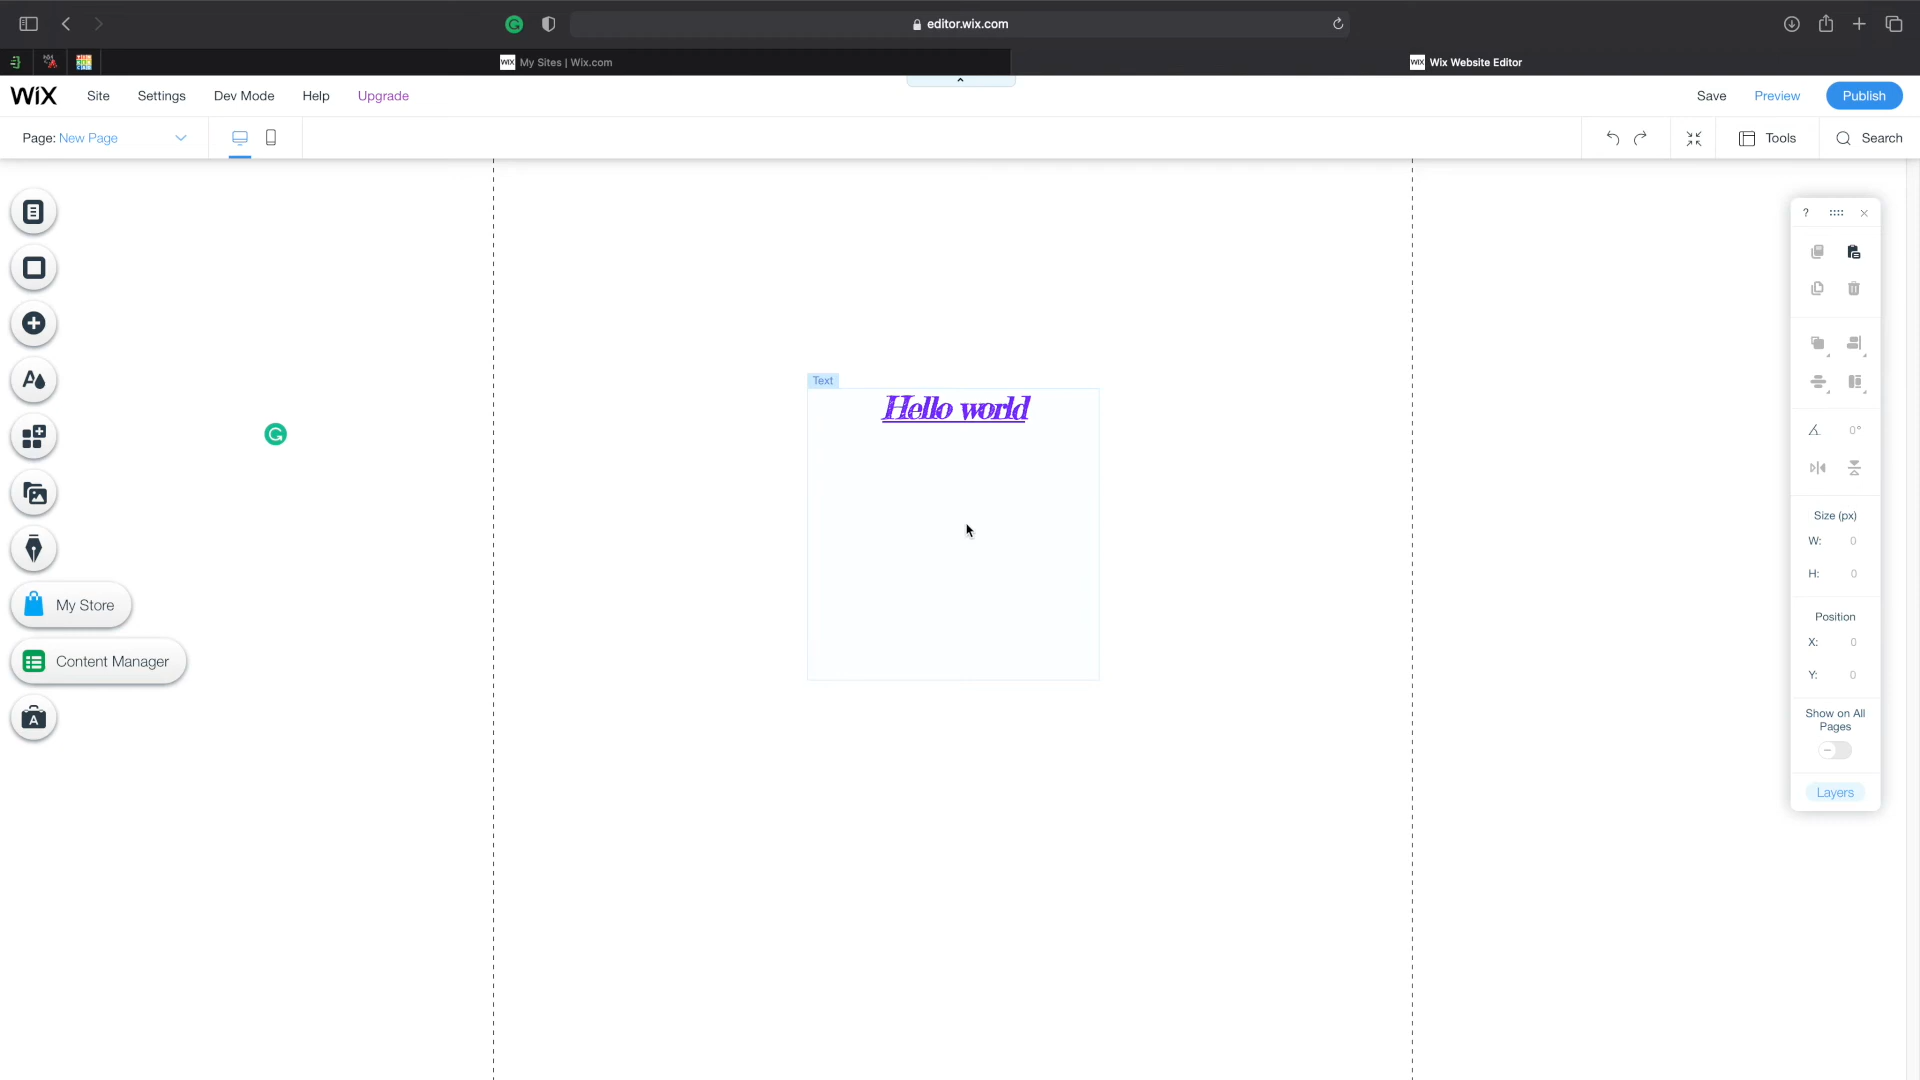 editor.wix.com
WIX My Sites | Wix.com
WIX Wix Website Editor
WIX Site Settings Dev Mode Help Upgrade
Save Preview Publish
Page: New Page
Tools Search
Text
Hello world
My Store
Content Manager
?
0°
Size (px)
W: 0
H: 0
Position
X: 0
Y: 0
Show on All
Pages
Layers